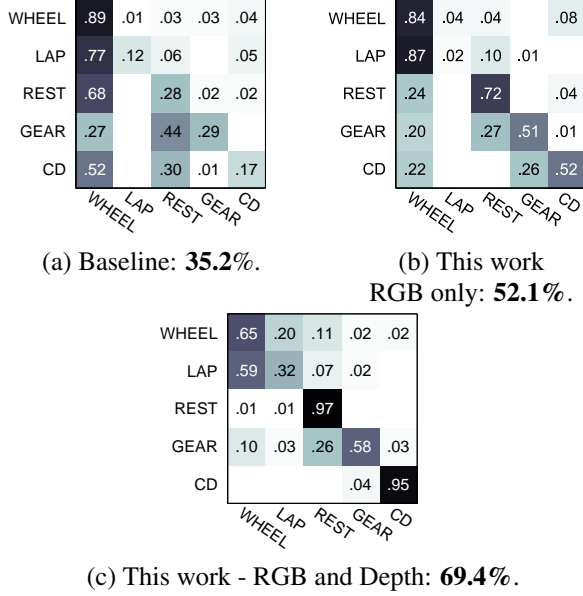 WHEEL .89 .01 .03 .03 .04
LAP .77 .12 .06 .05
REST .68 .28 .02 .02
GEAR .27 .44 .29
CD .52 .30 .01 .17
WHEEL LAP REST GEAR CD
(a) Baseline: 35.2%.
WHEEL .84 .04 .04 .08
LAP .87 .02 .10 .01
REST .24 .72 .04
GEAR .20 .27 .51 .01
CD .22 .26 .52
WHEEL LAP REST GEAR CD
(b) This work
RGB only: 52.1%.
WHEEL .65 .20 .11 .02 .02
LAP .59 .32 .07 .02
REST .01 .01 .97
GEAR .10 .03 .26 .58 .03
CD .04 .95
WHEEL LAP REST GEAR CD
(c) This work - RGB and Depth: 69.4%.